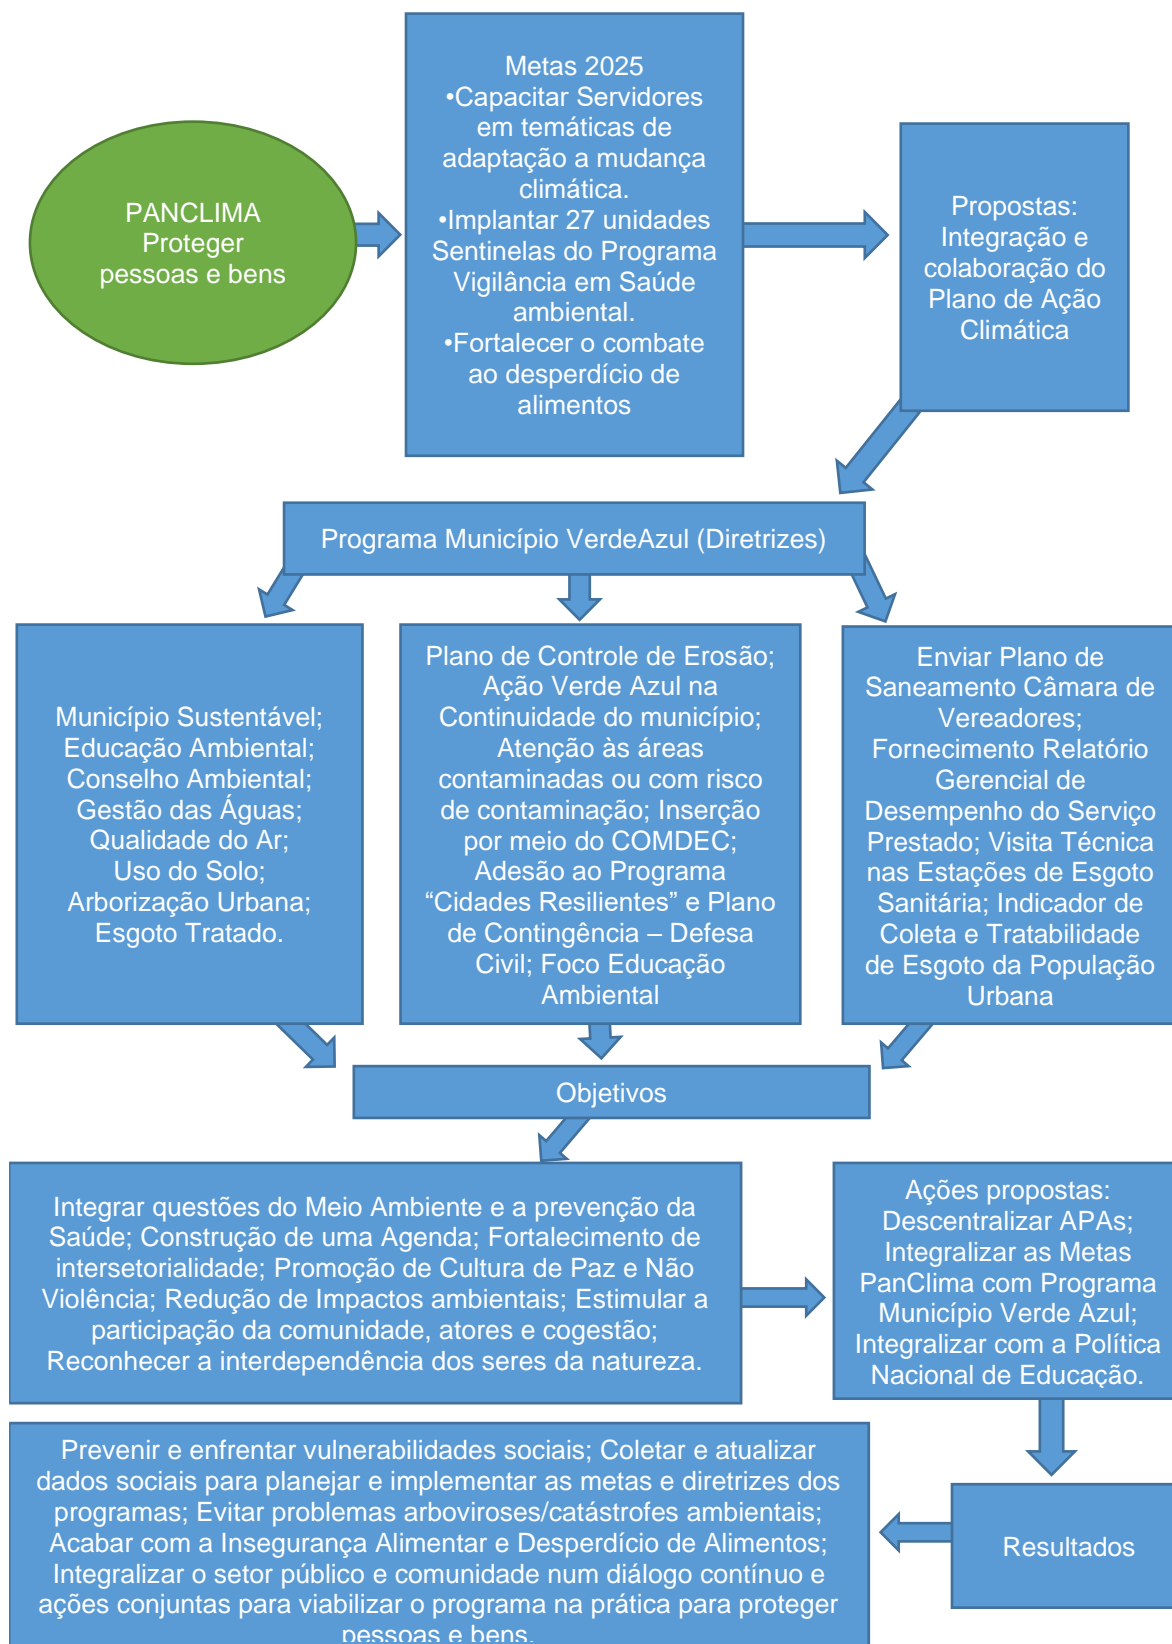 PANCLIMA
Proteger
pessoas e bens
Metas 2025
•Capacitar Servidores
em temáticas de
adaptação a mudança
climática.
•Implantar 27 unidades
Sentinelas do Programa
Vigilância em Saúde
ambiental.
•Fortalecer o combate
ao desperdício de
alimentos
Propostas:
Integração e
colaboração do
Plano de Ação
Climática
Programa Município VerdeAzul (Diretrizes)
Município Sustentável;
Educação Ambiental;
Conselho Ambiental;
Gestão das Águas;
Qualidade do Ar;
Uso do Solo;
Arborização Urbana;
Esgoto Tratado.
Plano de Controle de Erosão;
Ação Verde Azul na
Continuidade do município;
Atenção às áreas
contaminadas ou com risco
de contaminação; Inserção
por meio do COMDEC;
Adesão ao Programa
“Cidades Resilientes” e Plano
de Contingência – Defesa
Civil; Foco Educação
Ambiental
Enviar Plano de
Saneamento Câmara de
Vereadores;
Fornecimento Relatório
Gerencial de
Desempenho do Serviço
Prestado; Visita Técnica
nas Estações de Esgoto
Sanitária; Indicador de
Coleta e Tratabilidade
de Esgoto da População
Urbana
Objetivos
Integrar questões do Meio Ambiente e a prevenção da
Saúde; Construção de uma Agenda; Fortalecimento de
intersetorialidade; Promoção de Cultura de Paz e Não
Violência; Redução de Impactos ambientais; Estimular a
participação da comunidade, atores e cogestão;
Reconhecer a interdependência dos seres da natureza.
Ações propostas:
Descentralizar APAs;
Integralizar as Metas
PanClima com Programa
Município Verde Azul;
Integralizar com a Política
Nacional de Educação.
Resultados
Prevenir e enfrentar vulnerabilidades sociais; Coletar e atualizar
dados sociais para planejar e implementar as metas e diretrizes dos
programas; Evitar problemas arboviroses/catástrofes ambientais;
Acabar com a Insegurança Alimentar e Desperdício de Alimentos;
Integralizar o setor público e comunidade num diálogo contínuo e
ações conjuntas para viabilizar o programa na prática para proteger
pessoas e bens.